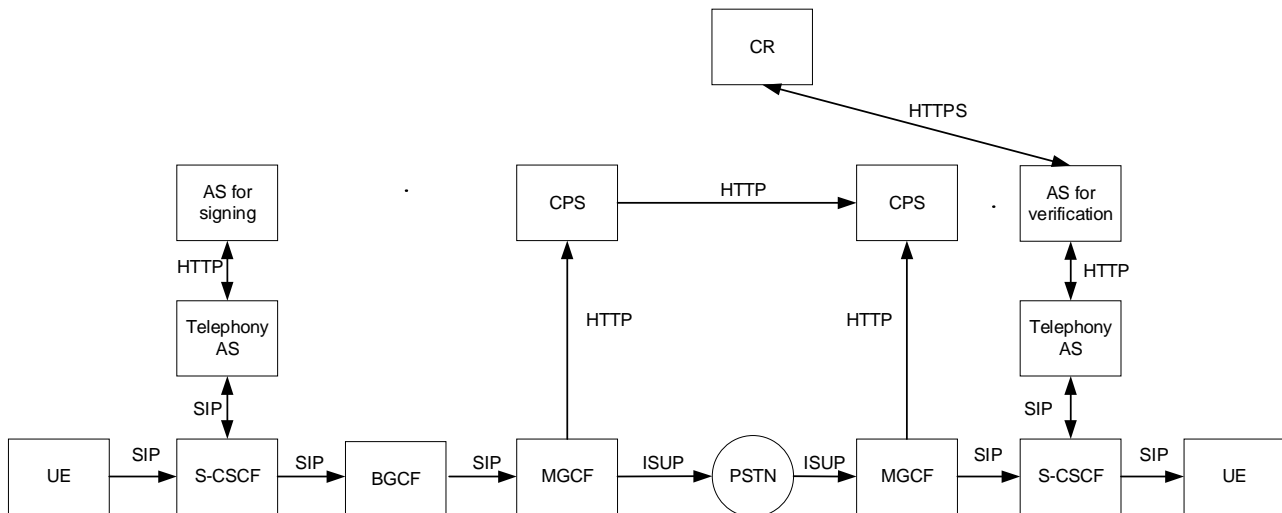 CR
HTTPS
AS for
signing
CPS
HTTP
CPS
AS for
verification
HTTP
HTTP
Telephony
AS
HTTP
HTTP
Telephony
AS
SIP
SIP
UE
SIP
S-CSCF
SIP
BGCF
SIP
MGCF
ISUP
PSTN
ISUP
MGCF
SIP
S-CSCF
SIP
UE